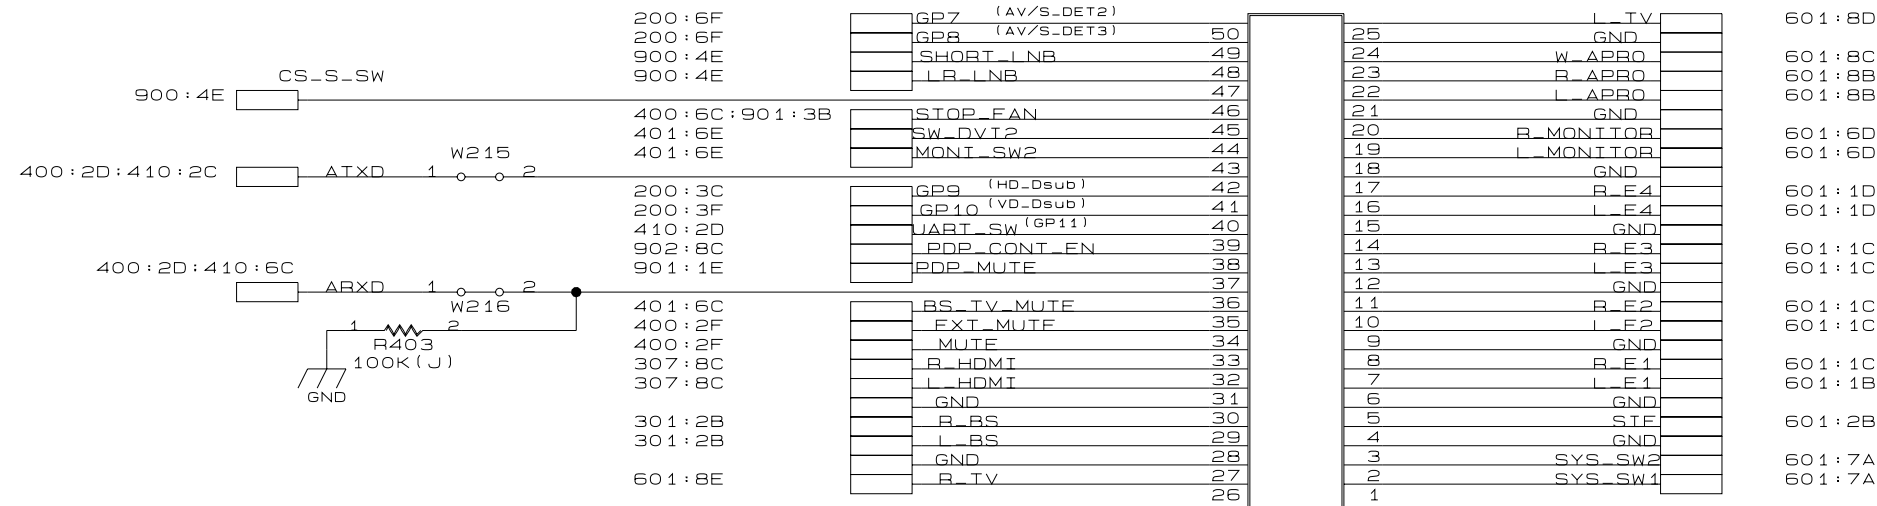 200:6F GP7 (AV/S_DET2) L_TV 601:8D
200:6F GP8 (AV/S_DET3) 50 25 GND
900:4E SHORT_LNB 49 24 W_APRO 601:8C
CS_S_SW 900:4E LR_LNB 48 23 R_APRO 601:8B
900:4E 47 22 L_APRO 601:8B
400:6C:901:3B STOP_FAN 46 21 GND
401:6E SW_DVT2 45 20 R_MONITOR 601:6D
W215 401:6E MONI_SW2 44 19 L_MONITOR 601:6D
400:2D:410:2C ATXD 1 2 43 18 GND
200:3C GP9 (HD_Dsub) 42 17 R_E4 601:1D
200:3F GP10 (VD_Dsub) 41 16 L_E4 601:1D
410:2D UART_SW (GP11) 40 15 GND
902:8C PDP_CONT_EN 39 14 R_E3 601:1C
400:2D:410:6C 901:1E PDP_MUTE 38 13 L_E3 601:1C
ARXD 1 2 37 12 GND
W216 401:6C BS_TV_MUTE 36 11 R_E2 601:1C
1 2 400:2F EXT_MUTE 35 10 L_E2 601:1C
R403 400:2F MUTE 34 9 GND
100K(J) 307:8C R_HDMI 33 8 R_E1 601:1C
307:8C L_HDMI 32 7 L_E1 601:1B
GND GND 31 6 GND
301:2B R_BS 30 5 STE 601:2B
301:2B L_BS 29 4 GND
GND 28 3 SYS_SW2 601:7A
601:8E R_TV 27 2 SYS_SW1 601:7A
26 1